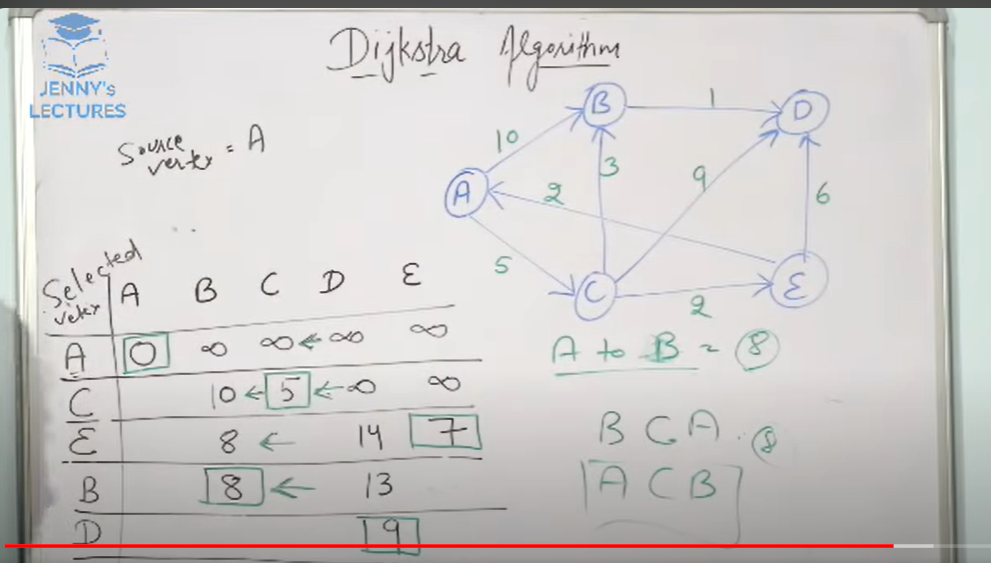 JENNY's
LECTURES
Dijkstra Algorithm
Source
vertex = A
10
1
B
D
3
9
A
2
6
5
C
2
E
Selected
vertex
A B C D E
A 0 ∞ ∞ ← ∞ ∞
C 10 ← 5 ← ∞ ∞
E 8 ← 14 7
B 8 ← 13
D 9
A to B = 8
B C A . 8
A C B